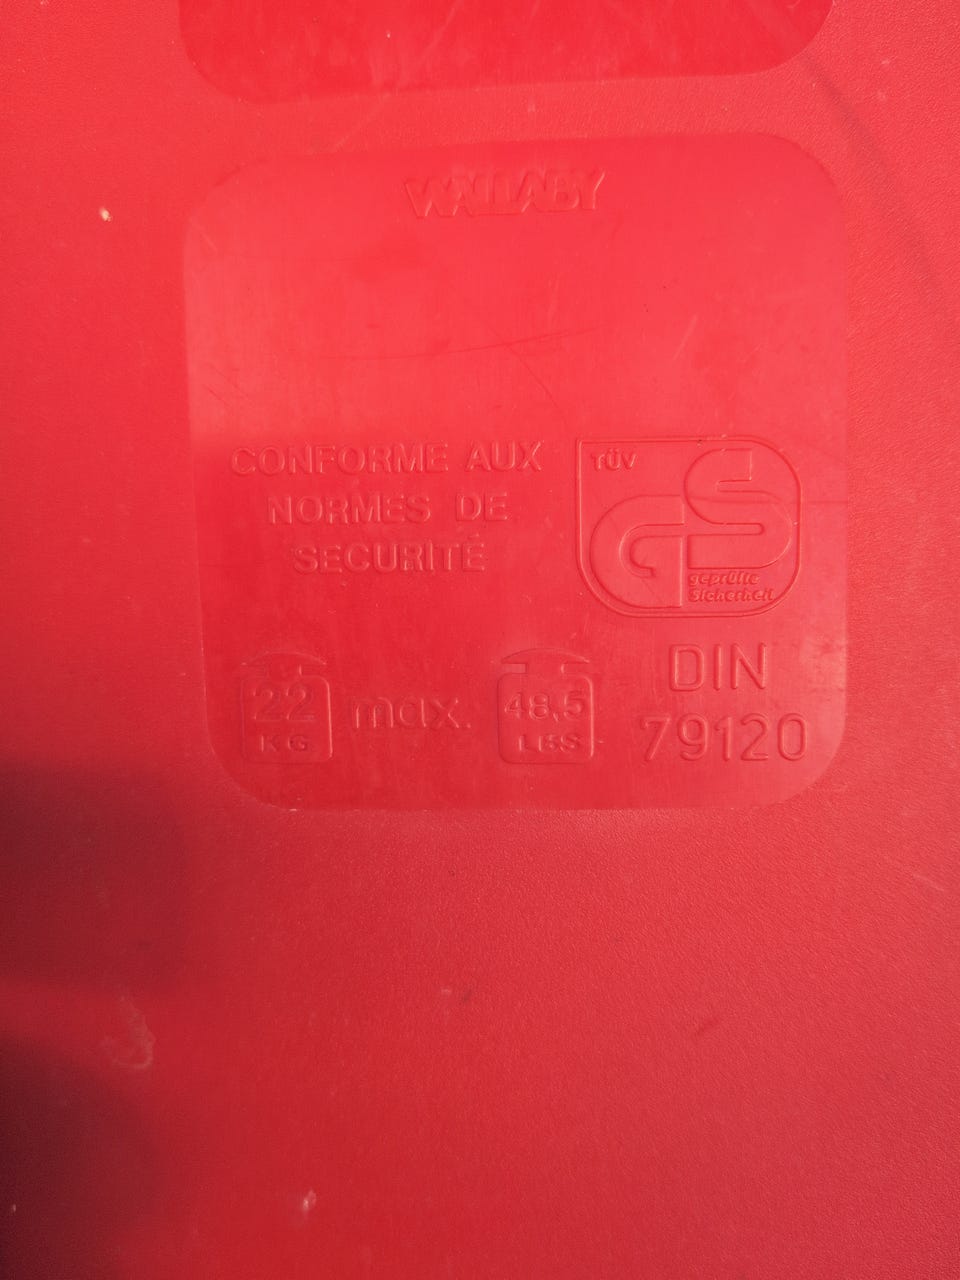 WALLABY
CONFORME AUX
NORMES DE
SECURITÉ
TÜV
GS
geprüfte
Sicherheit
22
KG
max.
48,5
LBS
DIN
79120